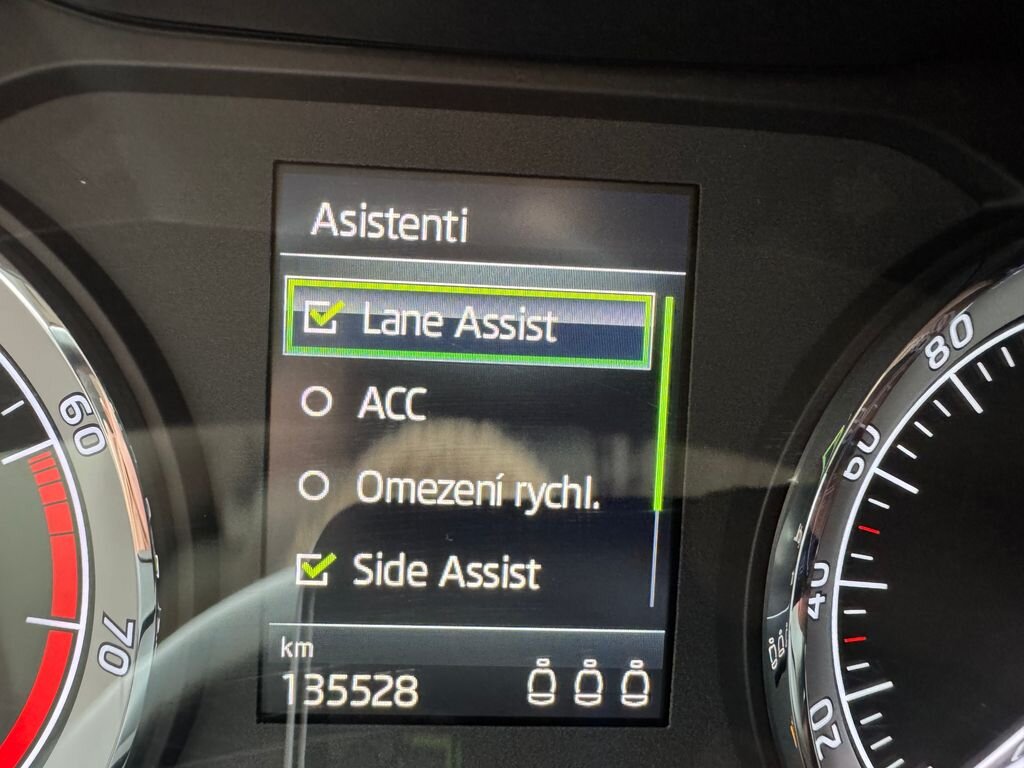 Asistenti
Lane Assist
ACC
Omezení rychl.
Side Assist
km
135528
60
70
80
60
40
20